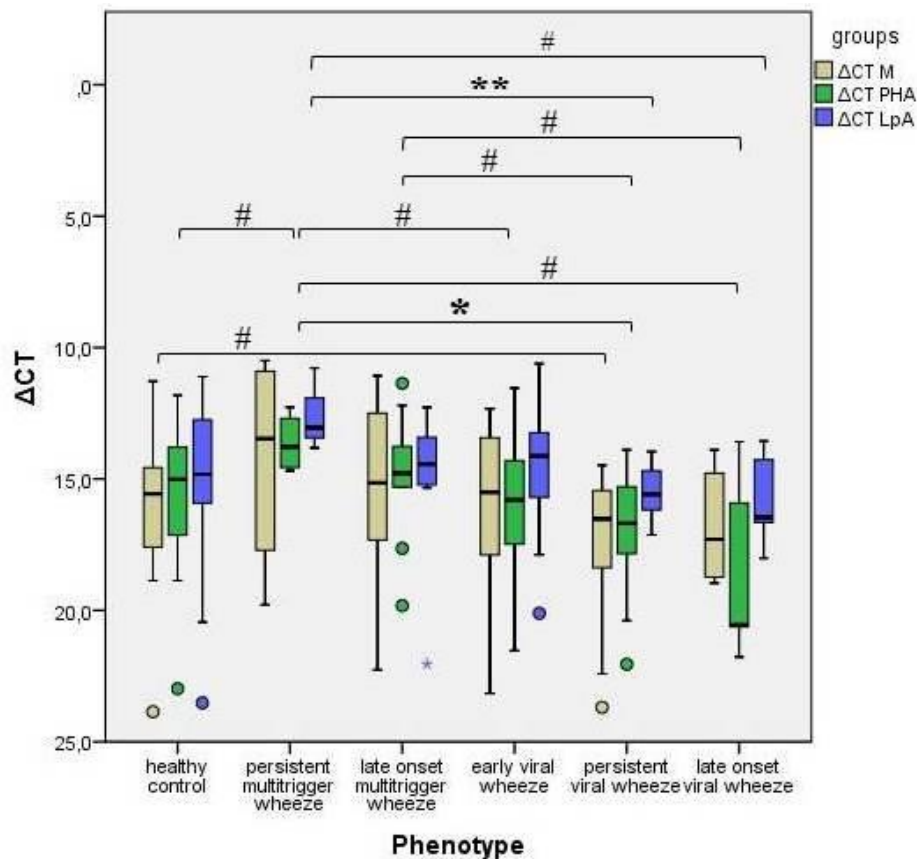 groups
ΔCT M
ΔCT PHA
ΔCT LpA
#
**
#
#
# #
#
*
#
ΔCT
,0
5,0
10,0
15,0
20,0
25,0
healthy control
persistent multitrigger wheeze
late onset multitrigger wheeze
early viral wheeze
persistent viral wheeze
late onset viral wheeze
Phenotype